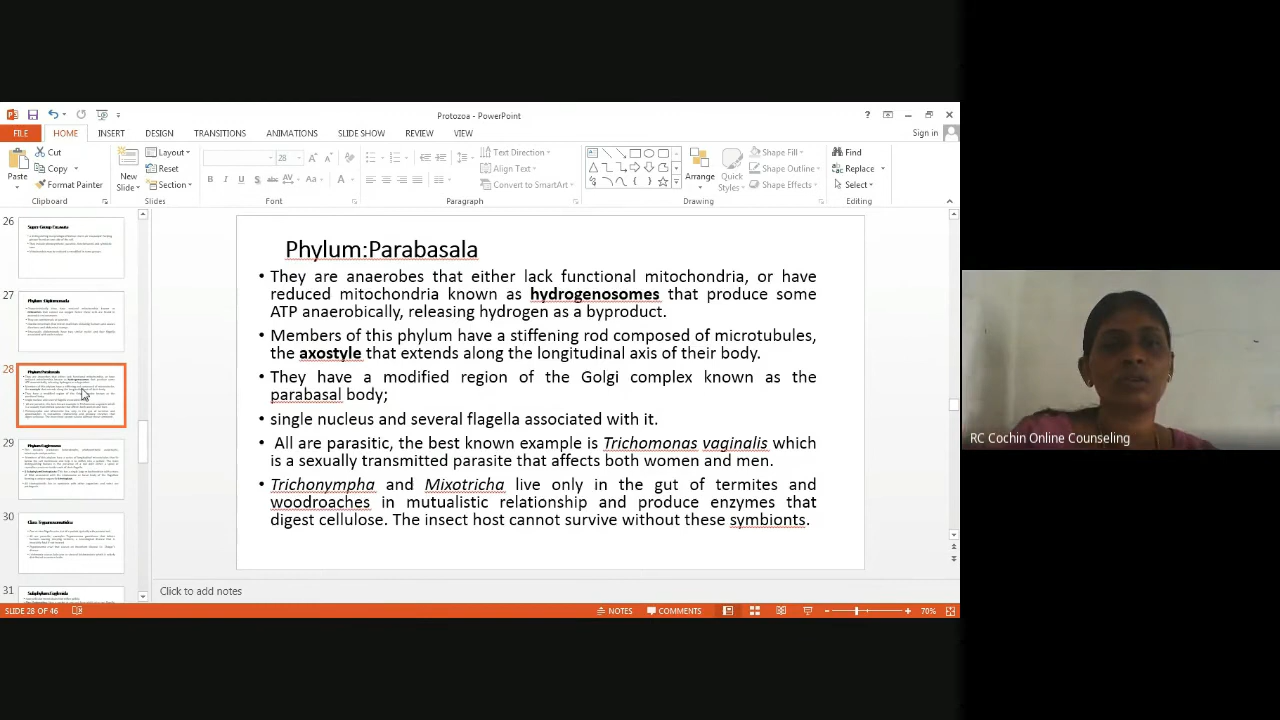 Protozoa - PowerPoint
Sign in
FILE HOME INSERT DESIGN TRANSITIONS ANIMATIONS SLIDE SHOW REVIEW VIEW
Cut
Copy
Format Painter
Paste
Clipboard
New
Slide
Layout
Reset
Section
Slides
28
Font
Text Direction
Align Text
Convert to SmartArt
Paragraph
Arrange
Quick
Styles
Shape Fill
Shape Outline
Shape Effects
Drawing
Find
Replace
Select
Editing
26
27
28
29
30
31
Phylum:Parabasala
• They are anaerobes that either lack functional mitochondria, or have
reduced mitochondria known as hydrogenosomes that produce some
ATP anaerobically, releasing hydrogen as a byproduct.
• Members of this phylum have a stiffening rod composed of microtubules,
the axostyle that extends along the longitudinal axis of their body.
• They have a modified region of the Golgi complex known as the
parabasal body;
• single nucleus and several flagella associated with it.
• All are parasitic, the best known example is Trichomonas vaginalis which
is a sexually transmitted disease that affects both women and men
• Trichonympha and Mixotricha live only in the gut of termites and
woodroaches in mutualistic relationship and produce enzymes that
digest cellulose. The insect host cannot survive without these symbionts.
Click to add notes
SLIDE 28 OF 46
NOTES COMMENTS 70%
RC Cochin Online Counseling